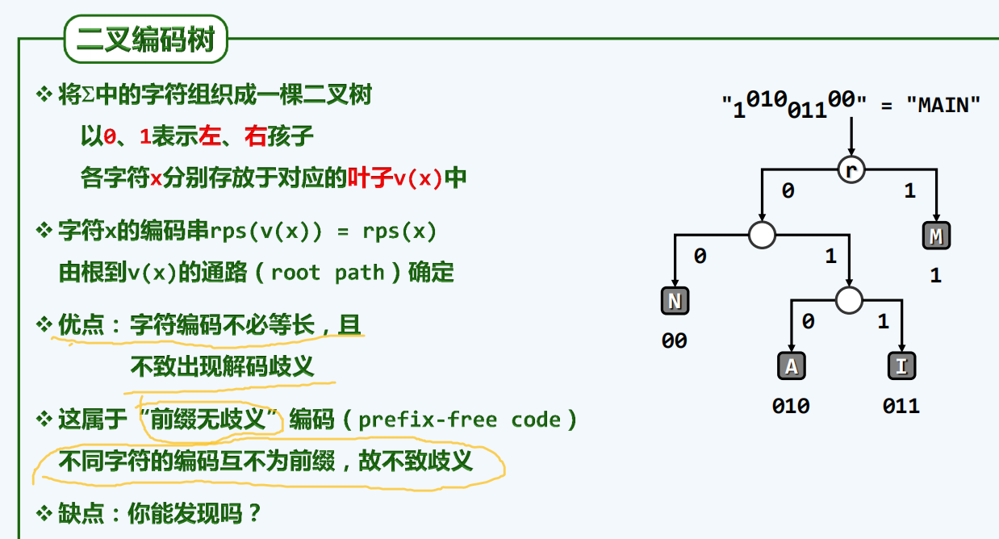 二叉编码树
将Σ中的字符组织成一棵二叉树
以0、1表示左、右孩子
各字符x分别存放于对应的叶子v(x)中
字符x的编码串rps(v(x)) = rps(x)
由根到v(x)的通路（root path）确定
优点：字符编码不必等长，且
不致出现解码歧义
这属于“前缀无歧义”编码（prefix-free code）
不同字符的编码互不为前缀，故不致歧义
缺点：你能发现吗？
"101001100" = "MAIN"
r
0 1
M
0 1
1
N
0 1
00
A I
010 011